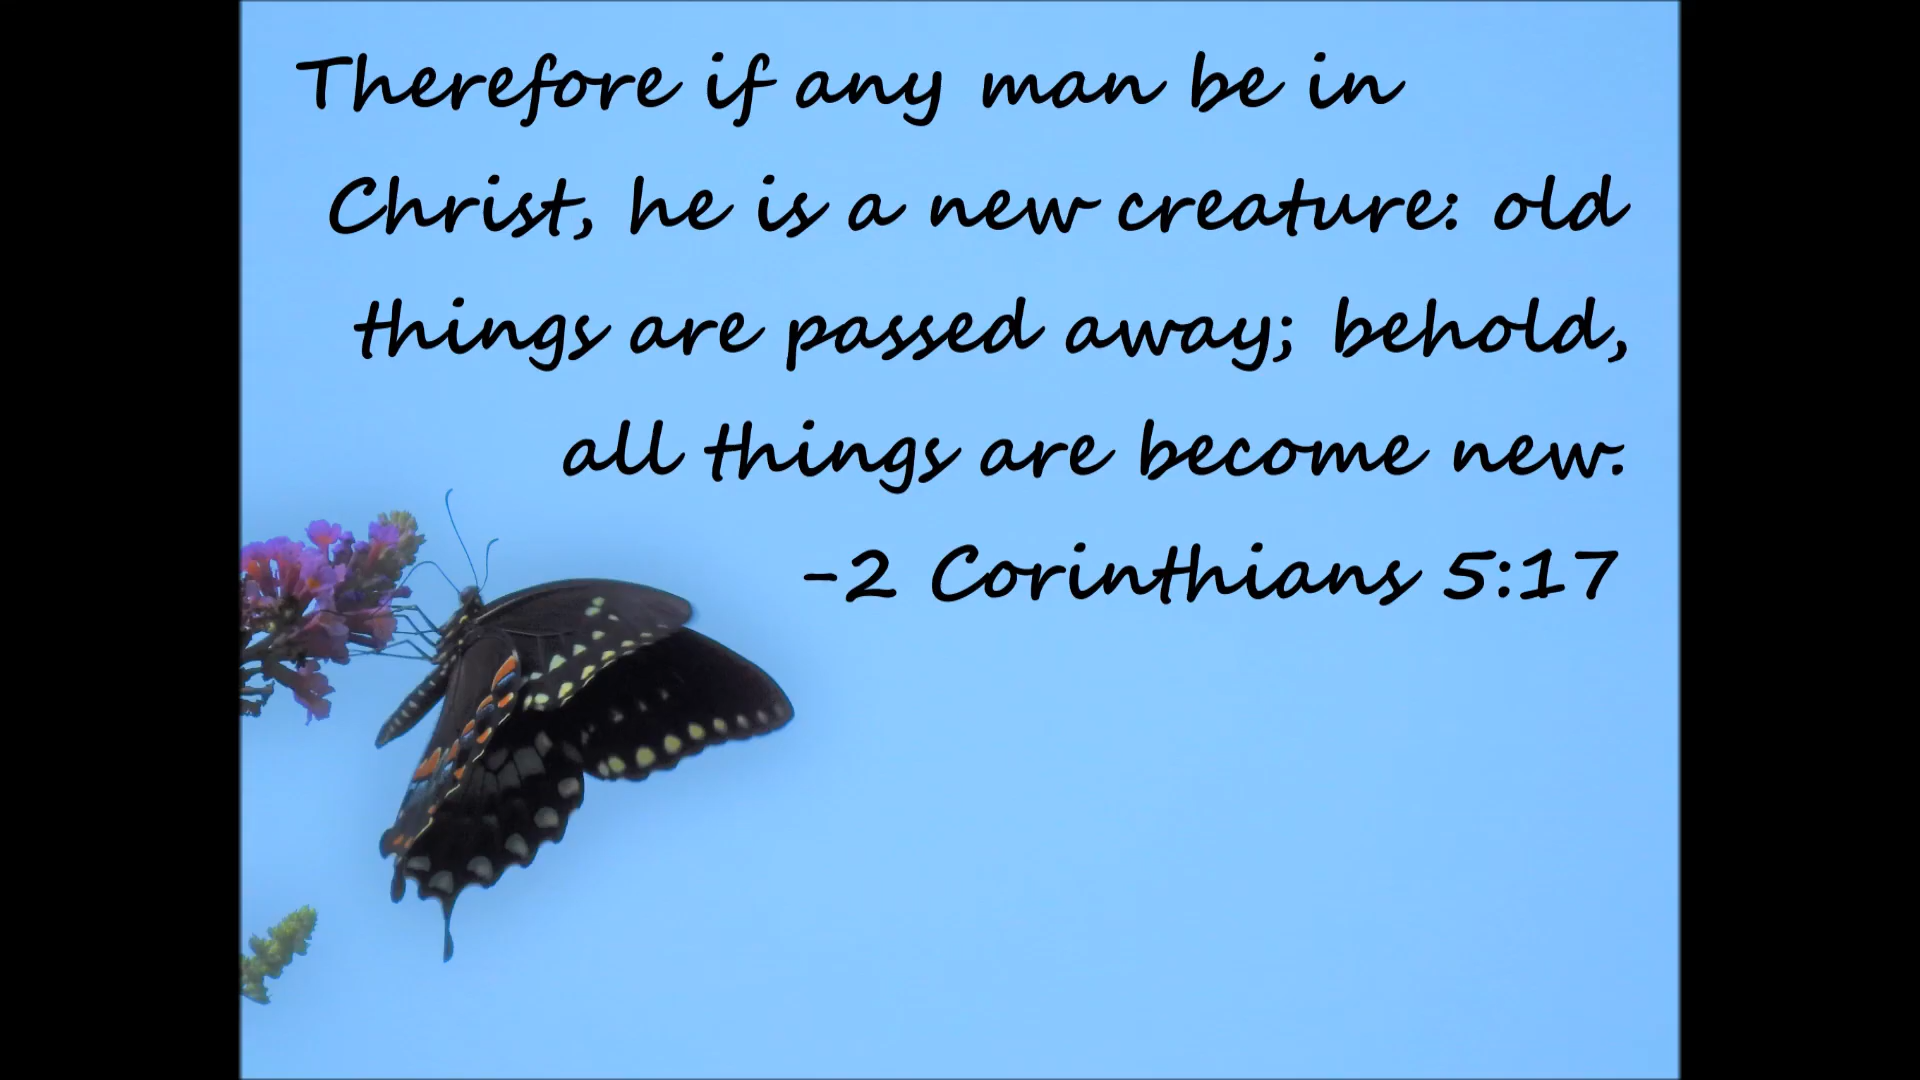 Therefore if any man be in
Christ, he is a new creature: old
things are passed away; behold,
all things are become new.
-2 Corinthians 5:17